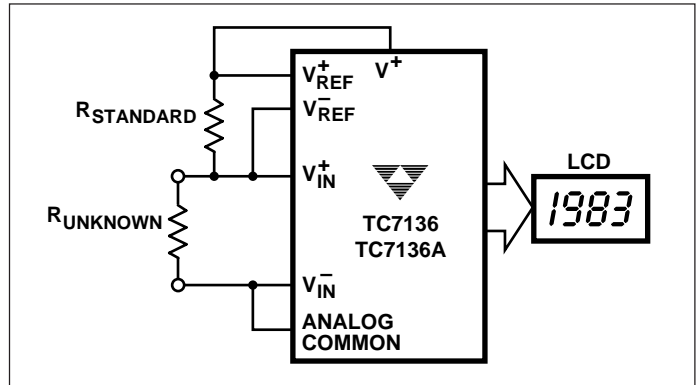 V+
V+REF
V−REF
RSTANDARD
V+IN
LCD
1983
RUNKNOWN
TC7136
TC7136A
V−IN
ANALOG
COMMON